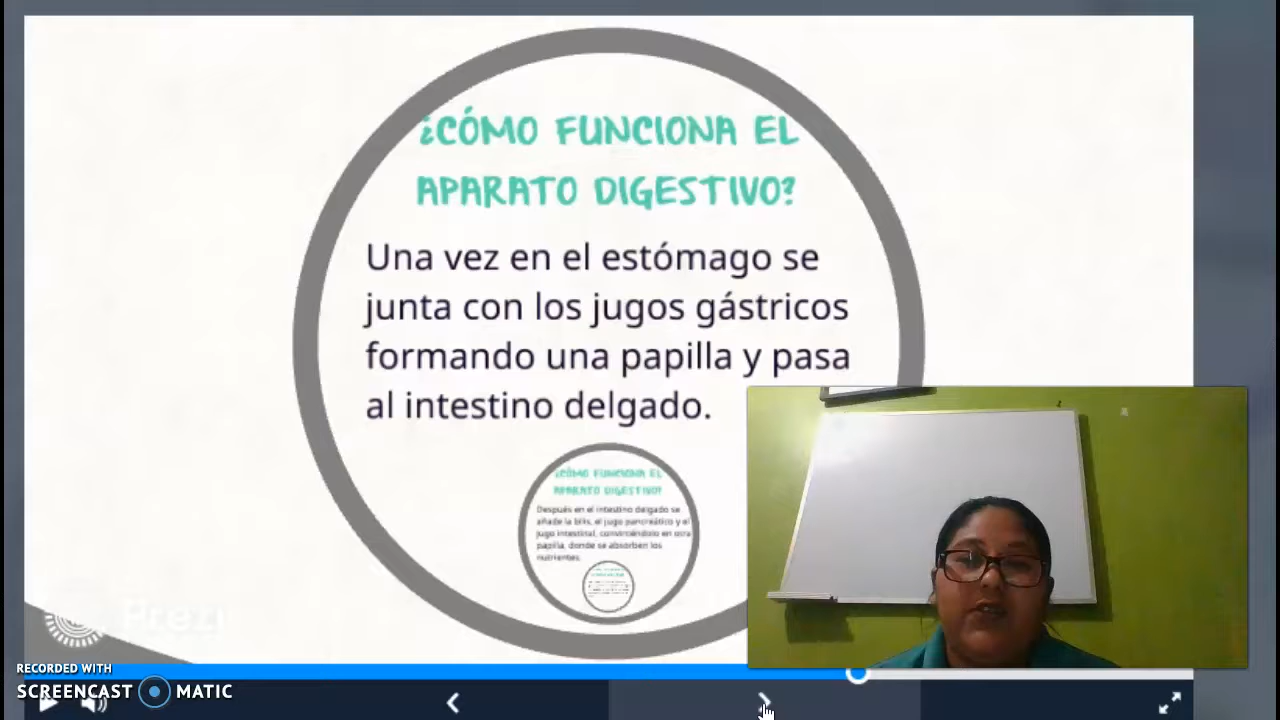 ¿CÓMO FUNCIONA EL
APARATO DIGESTIVO?
Una vez en el estómago se
junta con los jugos gástricos
formando una papilla y pasa
al intestino delgado.
¿CÓMO FUNCIONA EL
APARATO DIGESTIVO?
Después en el intestino delgado se
añade la bilis, el jugo pancreático y el
jugo intestinal, convirtiéndolo en otra
papilla, donde se absorben los
nutrientes.
Prezi
RECORDED WITH
SCREENCAST MATIC